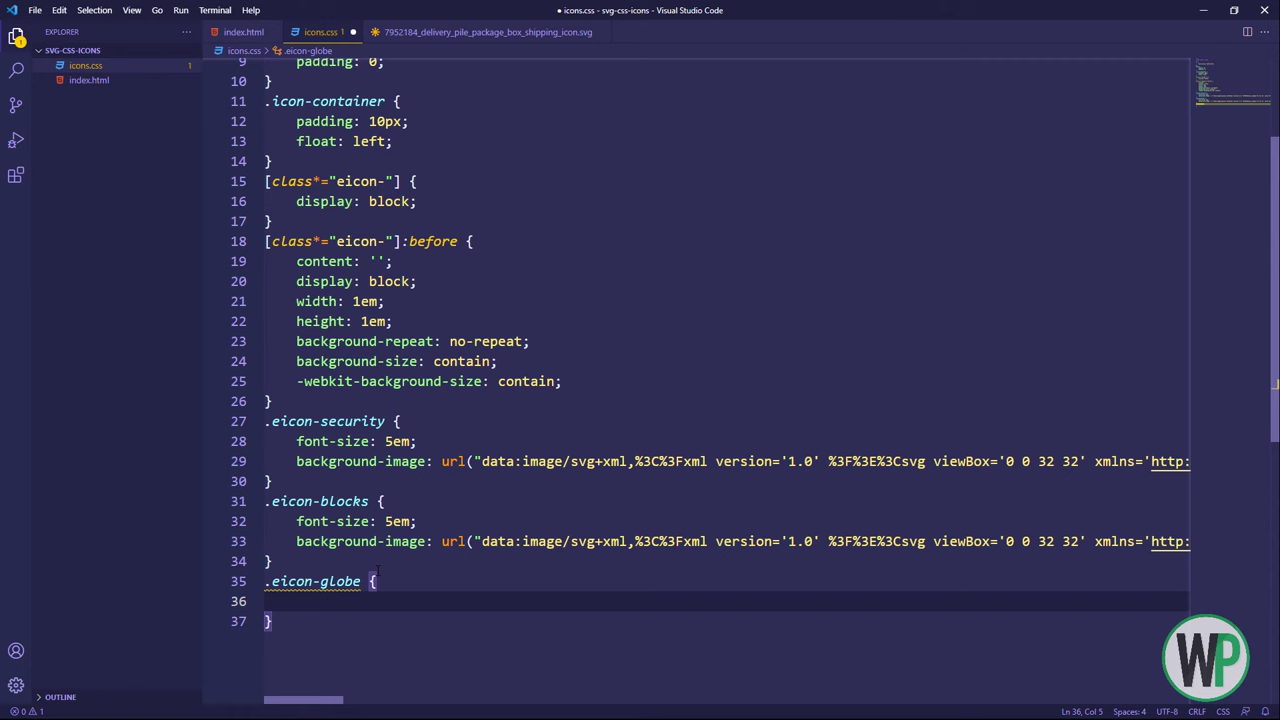 File Edit Selection View Go Run Terminal Help
● icons.css - svg-css-icons - Visual Studio Code
EXPLORER
index.html
icons.css 1 ●
7952184_delivery_pile_package_box_shipping_icon.svg
SVG-CSS-ICONS
icons.css 1
index.html
icons.css > .eicon-globe
9 padding: 0;
10 }
11 .icon-container {
12 padding: 10px;
13 float: left;
14 }
15 [class*="eicon-"] {
16 display: block;
17 }
18 [class*="eicon-"]:before {
19 content: '';
20 display: block;
21 width: 1em;
22 height: 1em;
23 background-repeat: no-repeat;
24 background-size: contain;
25 -webkit-background-size: contain;
26 }
27 .eicon-security {
28 font-size: 5em;
29 background-image: url("data:image/svg+xml,%3C%3Fxml version='1.0' %3F%3E%3Csvg viewBox='0 0 32 32' xmlns='http:
30 }
31 .eicon-blocks {
32 font-size: 5em;
33 background-image: url("data:image/svg+xml,%3C%3Fxml version='1.0' %3F%3E%3Csvg viewBox='0 0 32 32' xmlns='http:
34 }
35 .eicon-globe {
36
37 }
OUTLINE
WP
0 1
Ln 36, Col 5 Spaces: 4 UTF-8 CRLF CSS